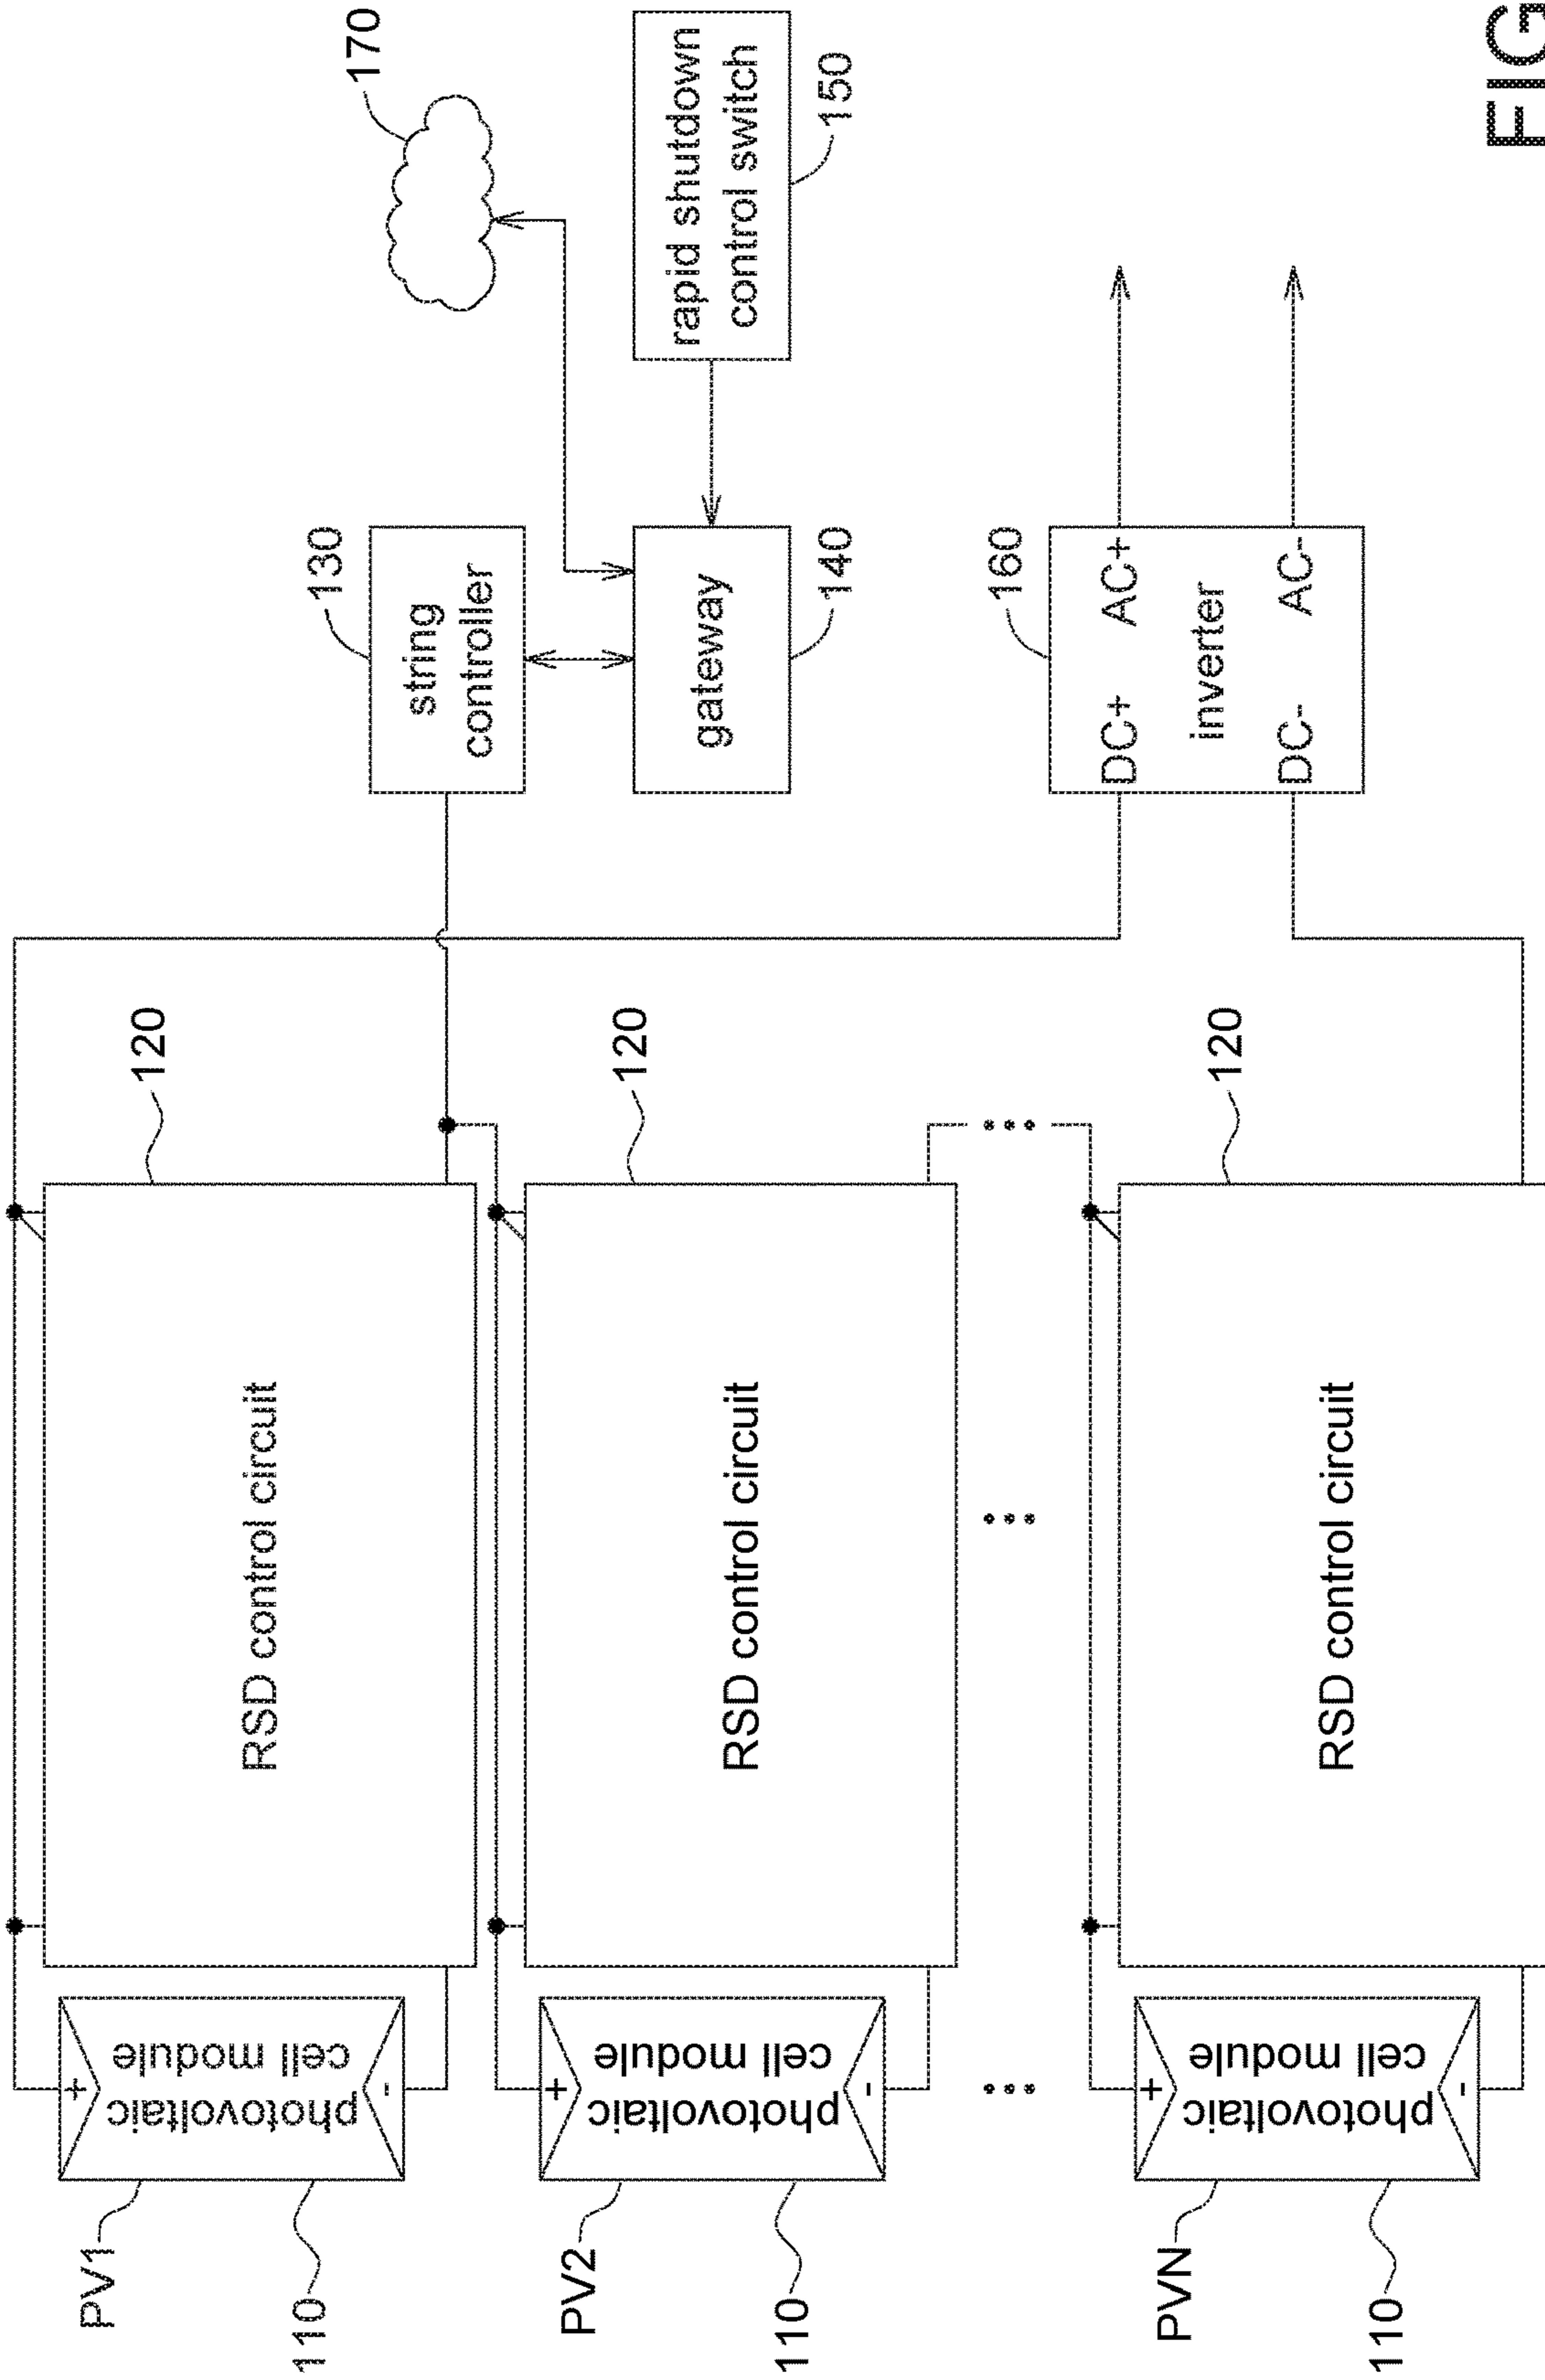 PV1
110
+
photovoltaic
cell module
-
RSD control circuit
120
PV2
110
+
photovoltaic
cell module
-
RSD control circuit
120
PVN
110
+
photovoltaic
cell module
-
RSD control circuit
120
130
string
controller
170
gateway
140
rapid shutdown
control switch
150
160
DC+ AC+
inverter
DC- AC-
FIG